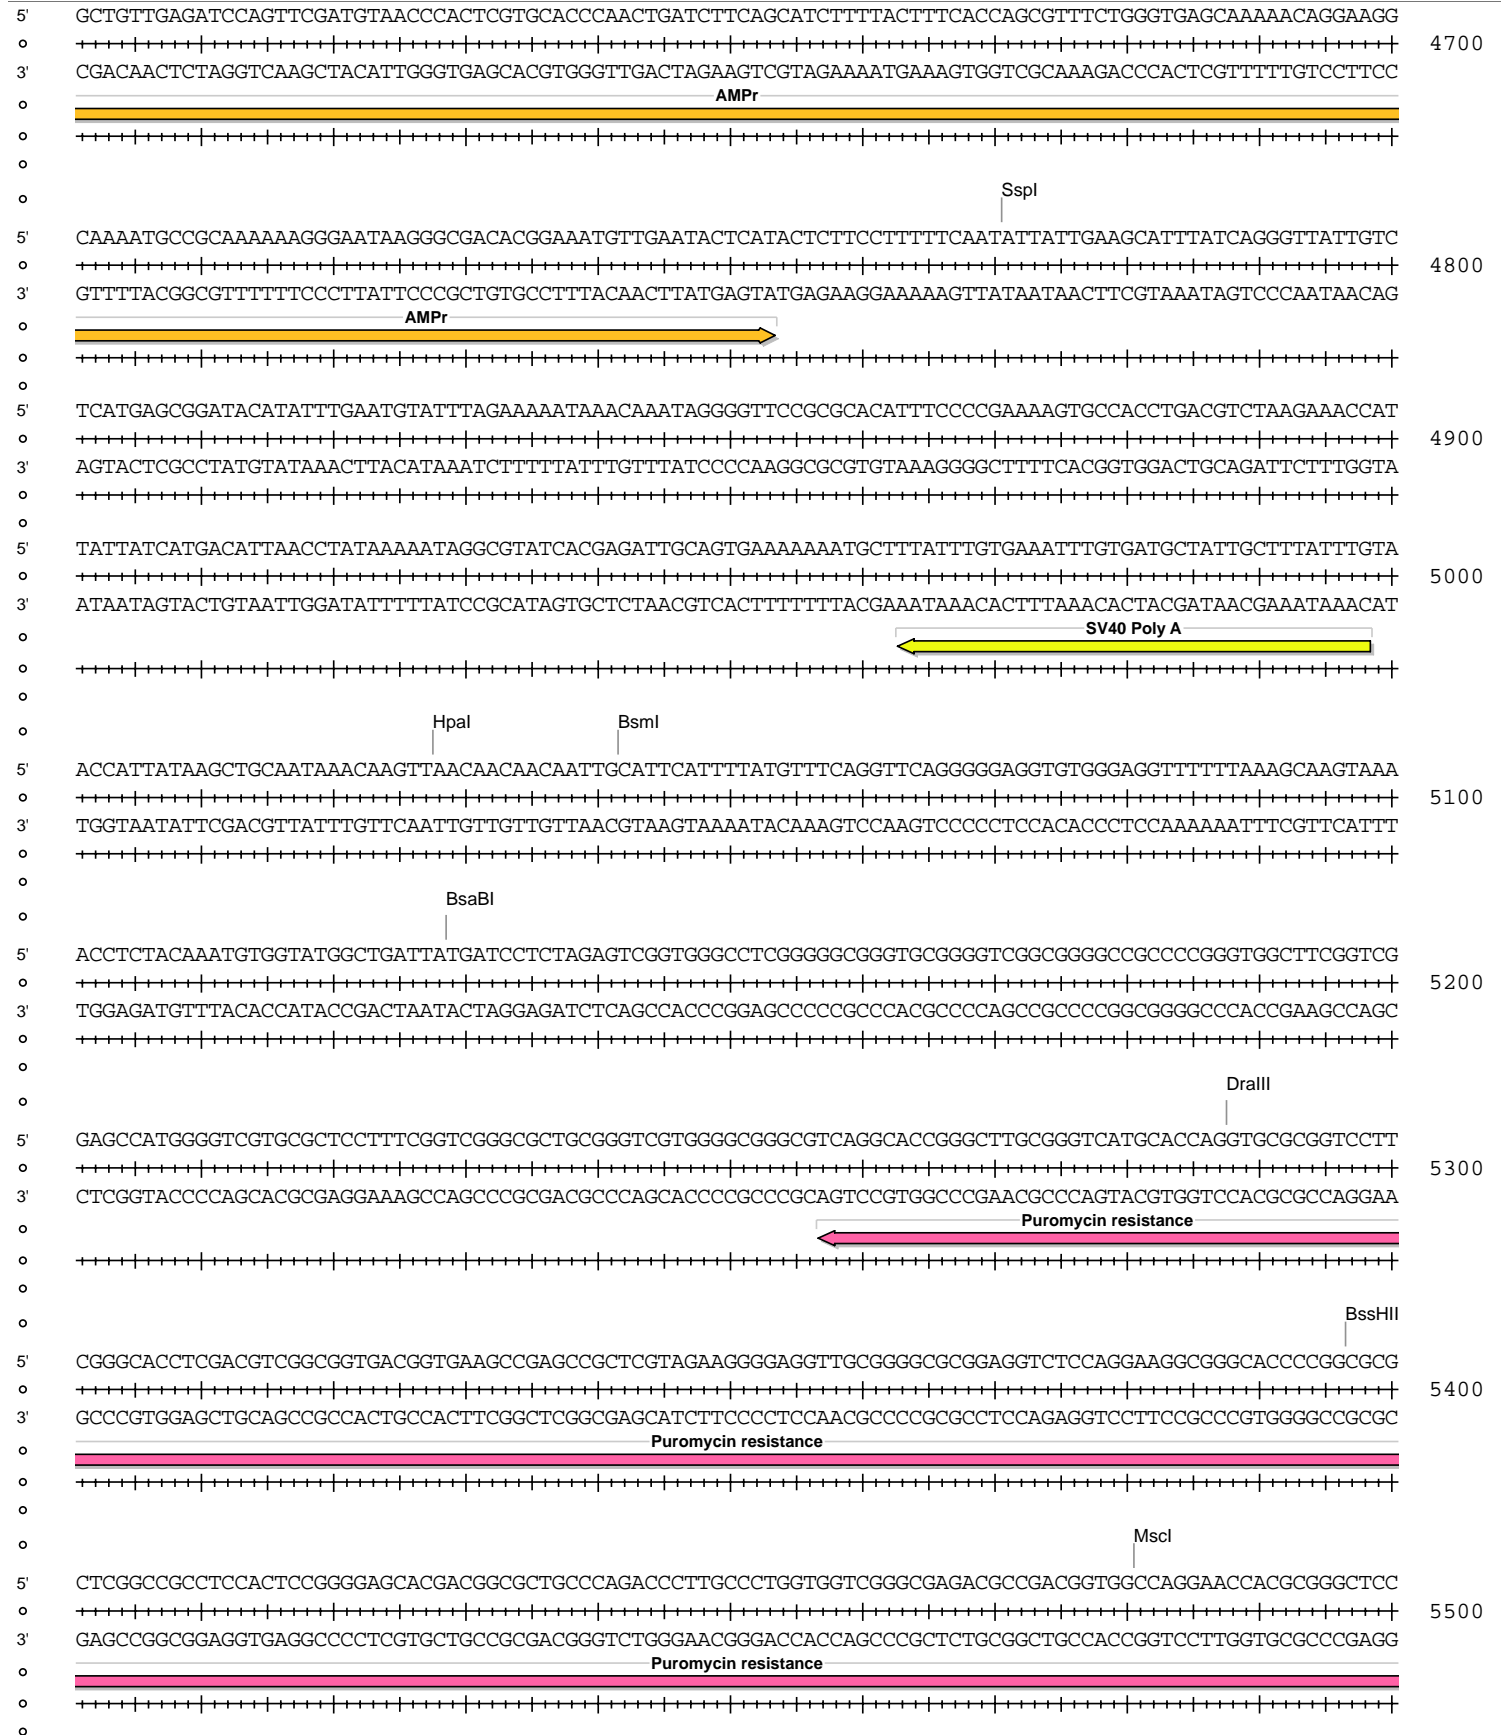 5' GCTGTTGAGATCCAGTTCGATGTAACCCACTCGTGCACCCAACTGATCTTCAGCATCTTTTACTTTCACCAGCGTTTCTGGGTGAGCAAAAACAGGAAGG
4700
3' CGACAACTCTAGGTCAAGCTACATTGGGTGAGCACGTGGGTTGACTAGAAGTCGTAGAAAATGAAAGTGGTCGCAAAGACCCACTCGTTTTTGTCCTTCC
AMPr
SspI
5' CAAAATGCCGCAAAAAAGGGAATAAGGGCGACACGGAAATGTTGAATACTCATACTCTTCCTTTTTCAATATTATTGAAGCATTTATCAGGGTTATTGTC
4800
3' GTTTTACGGCGTTTTTTCCCTTATTCCCGCTGTGCCTTTACAACTTATGAGTATGAGAAGGAAAAAGTTATAATAACTTCGTAAATAGTCCCAATAACAG
AMPr
5' TCATGAGCGGATACATATTTGAATGTATTTAGAAAAATAAACAAATAGGGGTTCCGCGCACATTTCCCCGAAAAGTGCCACCTGACGTCTAAGAAACCAT
4900
3' AGTACTCGCCTATGTATAAACTTACATAAATCTTTTTATTTGTTTATCCCCAAGGCGCGTGTAAAGGGGCTTTTCACGGTGGACTGCAGATTCTTTGGTA
5' TATTATCATGACATTAACCTATAAAAATAGGCGTATCACGAGATTGCAGTGAAAAAAATGCTTTATTTGTGAAATTTGTGATGCTATTGCTTTATTTGTA
5000
3' ATAATAGTACTGTAATTGGATATTTTTATCCGCATAGTGCTCTAACGTCACTTTTTTTACGAAATAAACACTTTAAACACTACGATAACGAAATAAACAT
SV40 Poly A
HpaI BsmI
5' ACCATTATAAGCTGCAATAAACAAGTTAACAACAACAATTGCATTCATTTTATGTTTCAGGTTCAGGGGGAGGTGTGGGAGGTTTTTTAAAGCAAGTAAA
5100
3' TGGTAATATTCGACGTTATTTGTTCAATTGTTGTTGTTAACGTAAGTAAAATACAAAGTCCAAGTCCCCCTCCACACCCTCCAAAAAATTTCGTTCATTT
BsaBI
5' ACCTCTACAAATGTGGTATGGCTGATTATGATCCTCTAGAGTCGGTGGGCCTCGGGGGCGGGTGCGGGGTCGGCGGGGCCGCCCCGGGTGGCTTCGGTCG
5200
3' TGGAGATGTTTACACCATACCGACTAATACTAGGAGATCTCAGCCACCCGGAGCCCCCGCCCACGCCCCAGCCGCCCCGGCGGGGCCCACCGAAGCCAGC
DraIII
5' GAGCCATGGGGTCGTGCGCTCCTTTCGGTCGGGCGCTGCGGGTCGTGGGGCGGGCGTCAGGCACCGGGCTTGCGGGTCATGCACCAGGTGCGCGGTCCTT
5300
3' CTCGGTACCCCAGCACGCGAGGAAAGCCAGCCCGCGACGCCCAGCACCCCGCCCGCAGTCCGTGGCCCGAACGCCCAGTACGTGGTCCACGCGCCAGGAA
Puromycin resistance
BssHII
5' CGGGCACCTCGACGTCGGCGGTGACGGTGAAGCCGAGCCGCTCGTAGAAGGGGAGGTTGCGGGGCGCGGAGGTCTCCAGGAAGGCGGGCACCCCGGCGCG
5400
3' GCCCGTGGAGCTGCAGCCGCCACTGCCACTTCGGCTCGGCGAGCATCTTCCCCTCCAACGCCCCGCGCCTCCAGAGGTCCTTCCGCCCGTGGGGCCGCGC
Puromycin resistance
MscI
5' CTCGGCCGCCTCCACTCCGGGGAGCACGACGGCGCTGCCCAGACCCTTGCCCTGGTGGTCGGGCGAGACGCCGACGGTGGCCAGGAACCACGCGGGCTCC
5500
3' GAGCCGGCGGAGGTGAGGCCCCTCGTGCTGCCGCGACGGGTCTGGGAACGGGACCACCAGCCCGCTCTGCGGCTGCCACCGGTCCTTGGTGCGCCCGAGG
Puromycin resistance